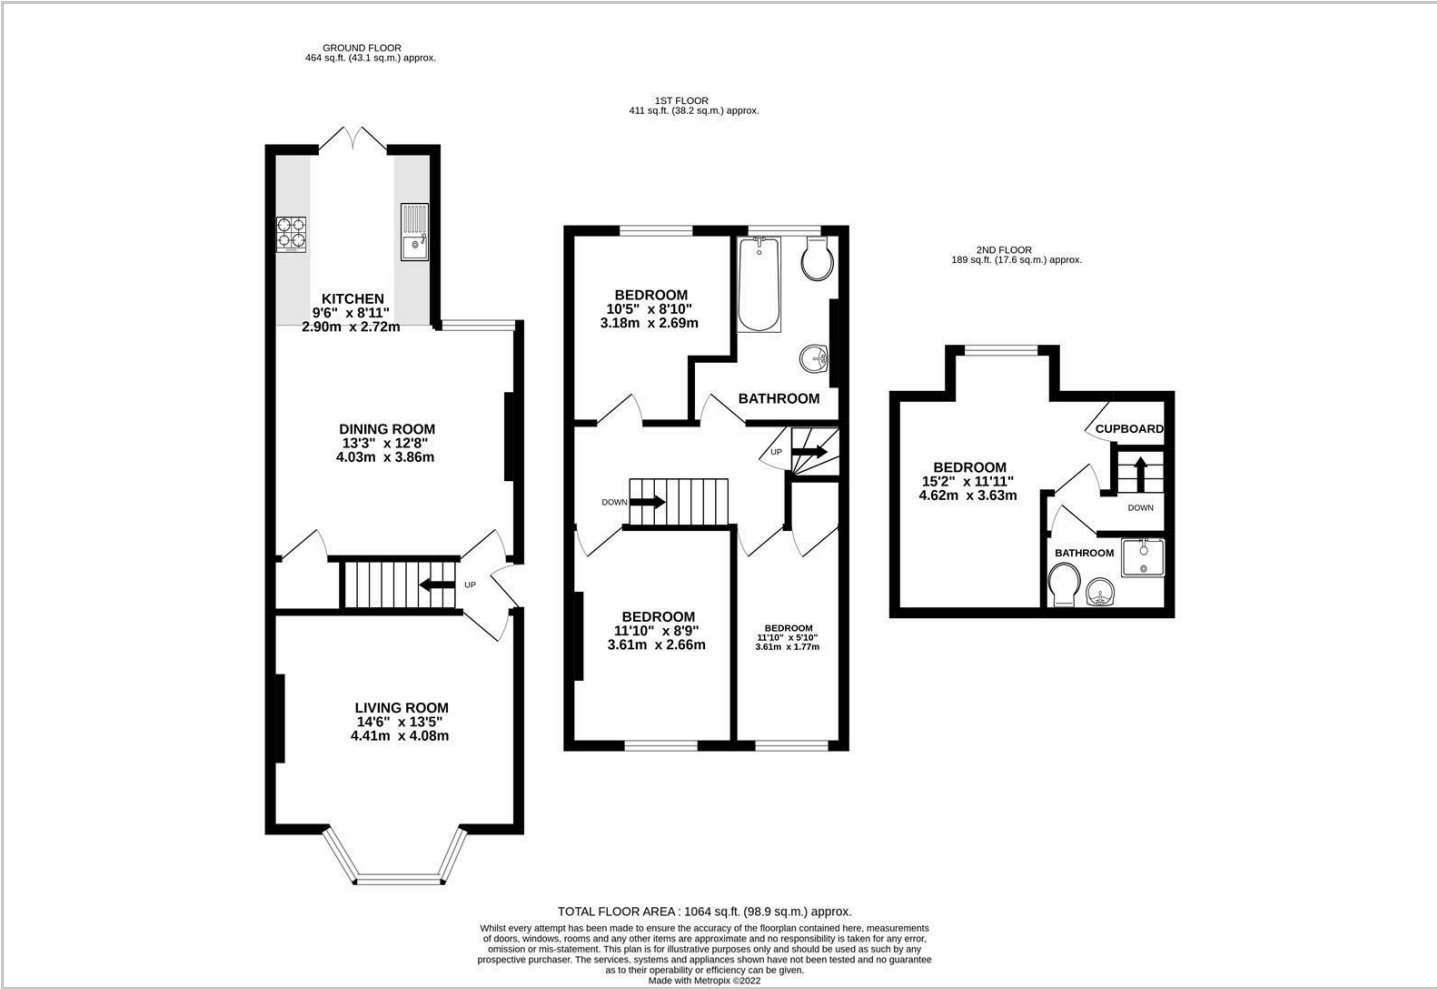 GROUND FLOOR
464 sq.ft. (43.1 sq.m.) approx.
KITCHEN
9'6" x 8'11"
2.90m x 2.72m
DINING ROOM
13'3" x 12'8"
4.03m x 3.86m
UP
LIVING ROOM
14'6" x 13'5"
4.41m x 4.08m
1ST FLOOR
411 sq.ft. (38.2 sq.m.) approx.
BEDROOM
10'5" x 8'10"
3.18m x 2.69m
BATHROOM
UP
DOWN
BEDROOM
11'10" x 8'9"
3.61m x 2.66m
BEDROOM
11'10" x 5'10"
3.61m x 1.77m
2ND FLOOR
189 sq.ft. (17.6 sq.m.) approx.
CUPBOARD
BEDROOM
15'2" x 11'11"
4.62m x 3.63m
DOWN
BATHROOM
TOTAL FLOOR AREA : 1064 sq.ft. (98.9 sq.m.) approx.
Whilst every attempt has been made to ensure the accuracy of the floorplan contained here, measurements
of doors, windows, rooms and any other items are approximate and no responsibility is taken for any error,
omission or mis-statement. This plan is for illustrative purposes only and should be used as such by any
prospective purchaser. The services, systems and appliances shown have not been tested and no guarantee
as to their operability or efficiency can be given.
Made with Metropix ©2022